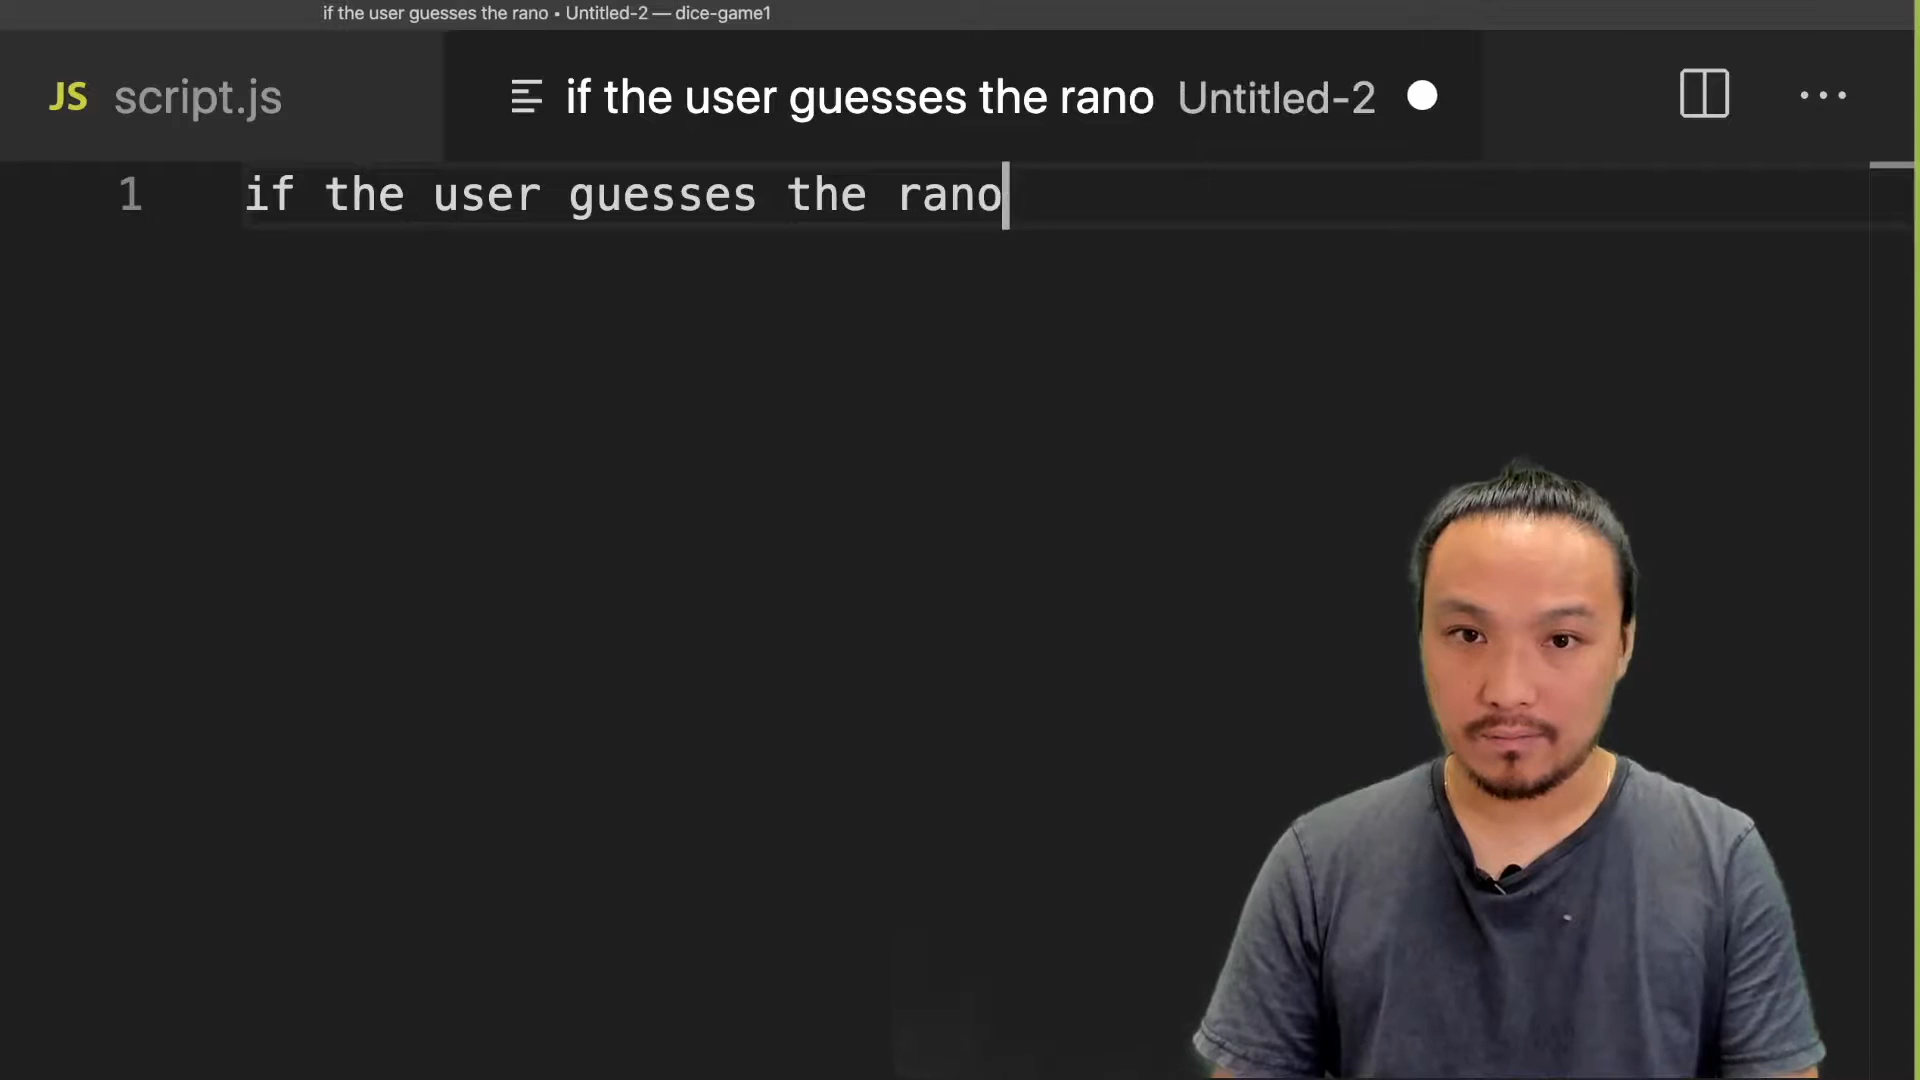 if the user guesses the rano • Untitled-2 — dice-game1
JS script.js
if the user guesses the rano Untitled-2
1 if the user guesses the rano